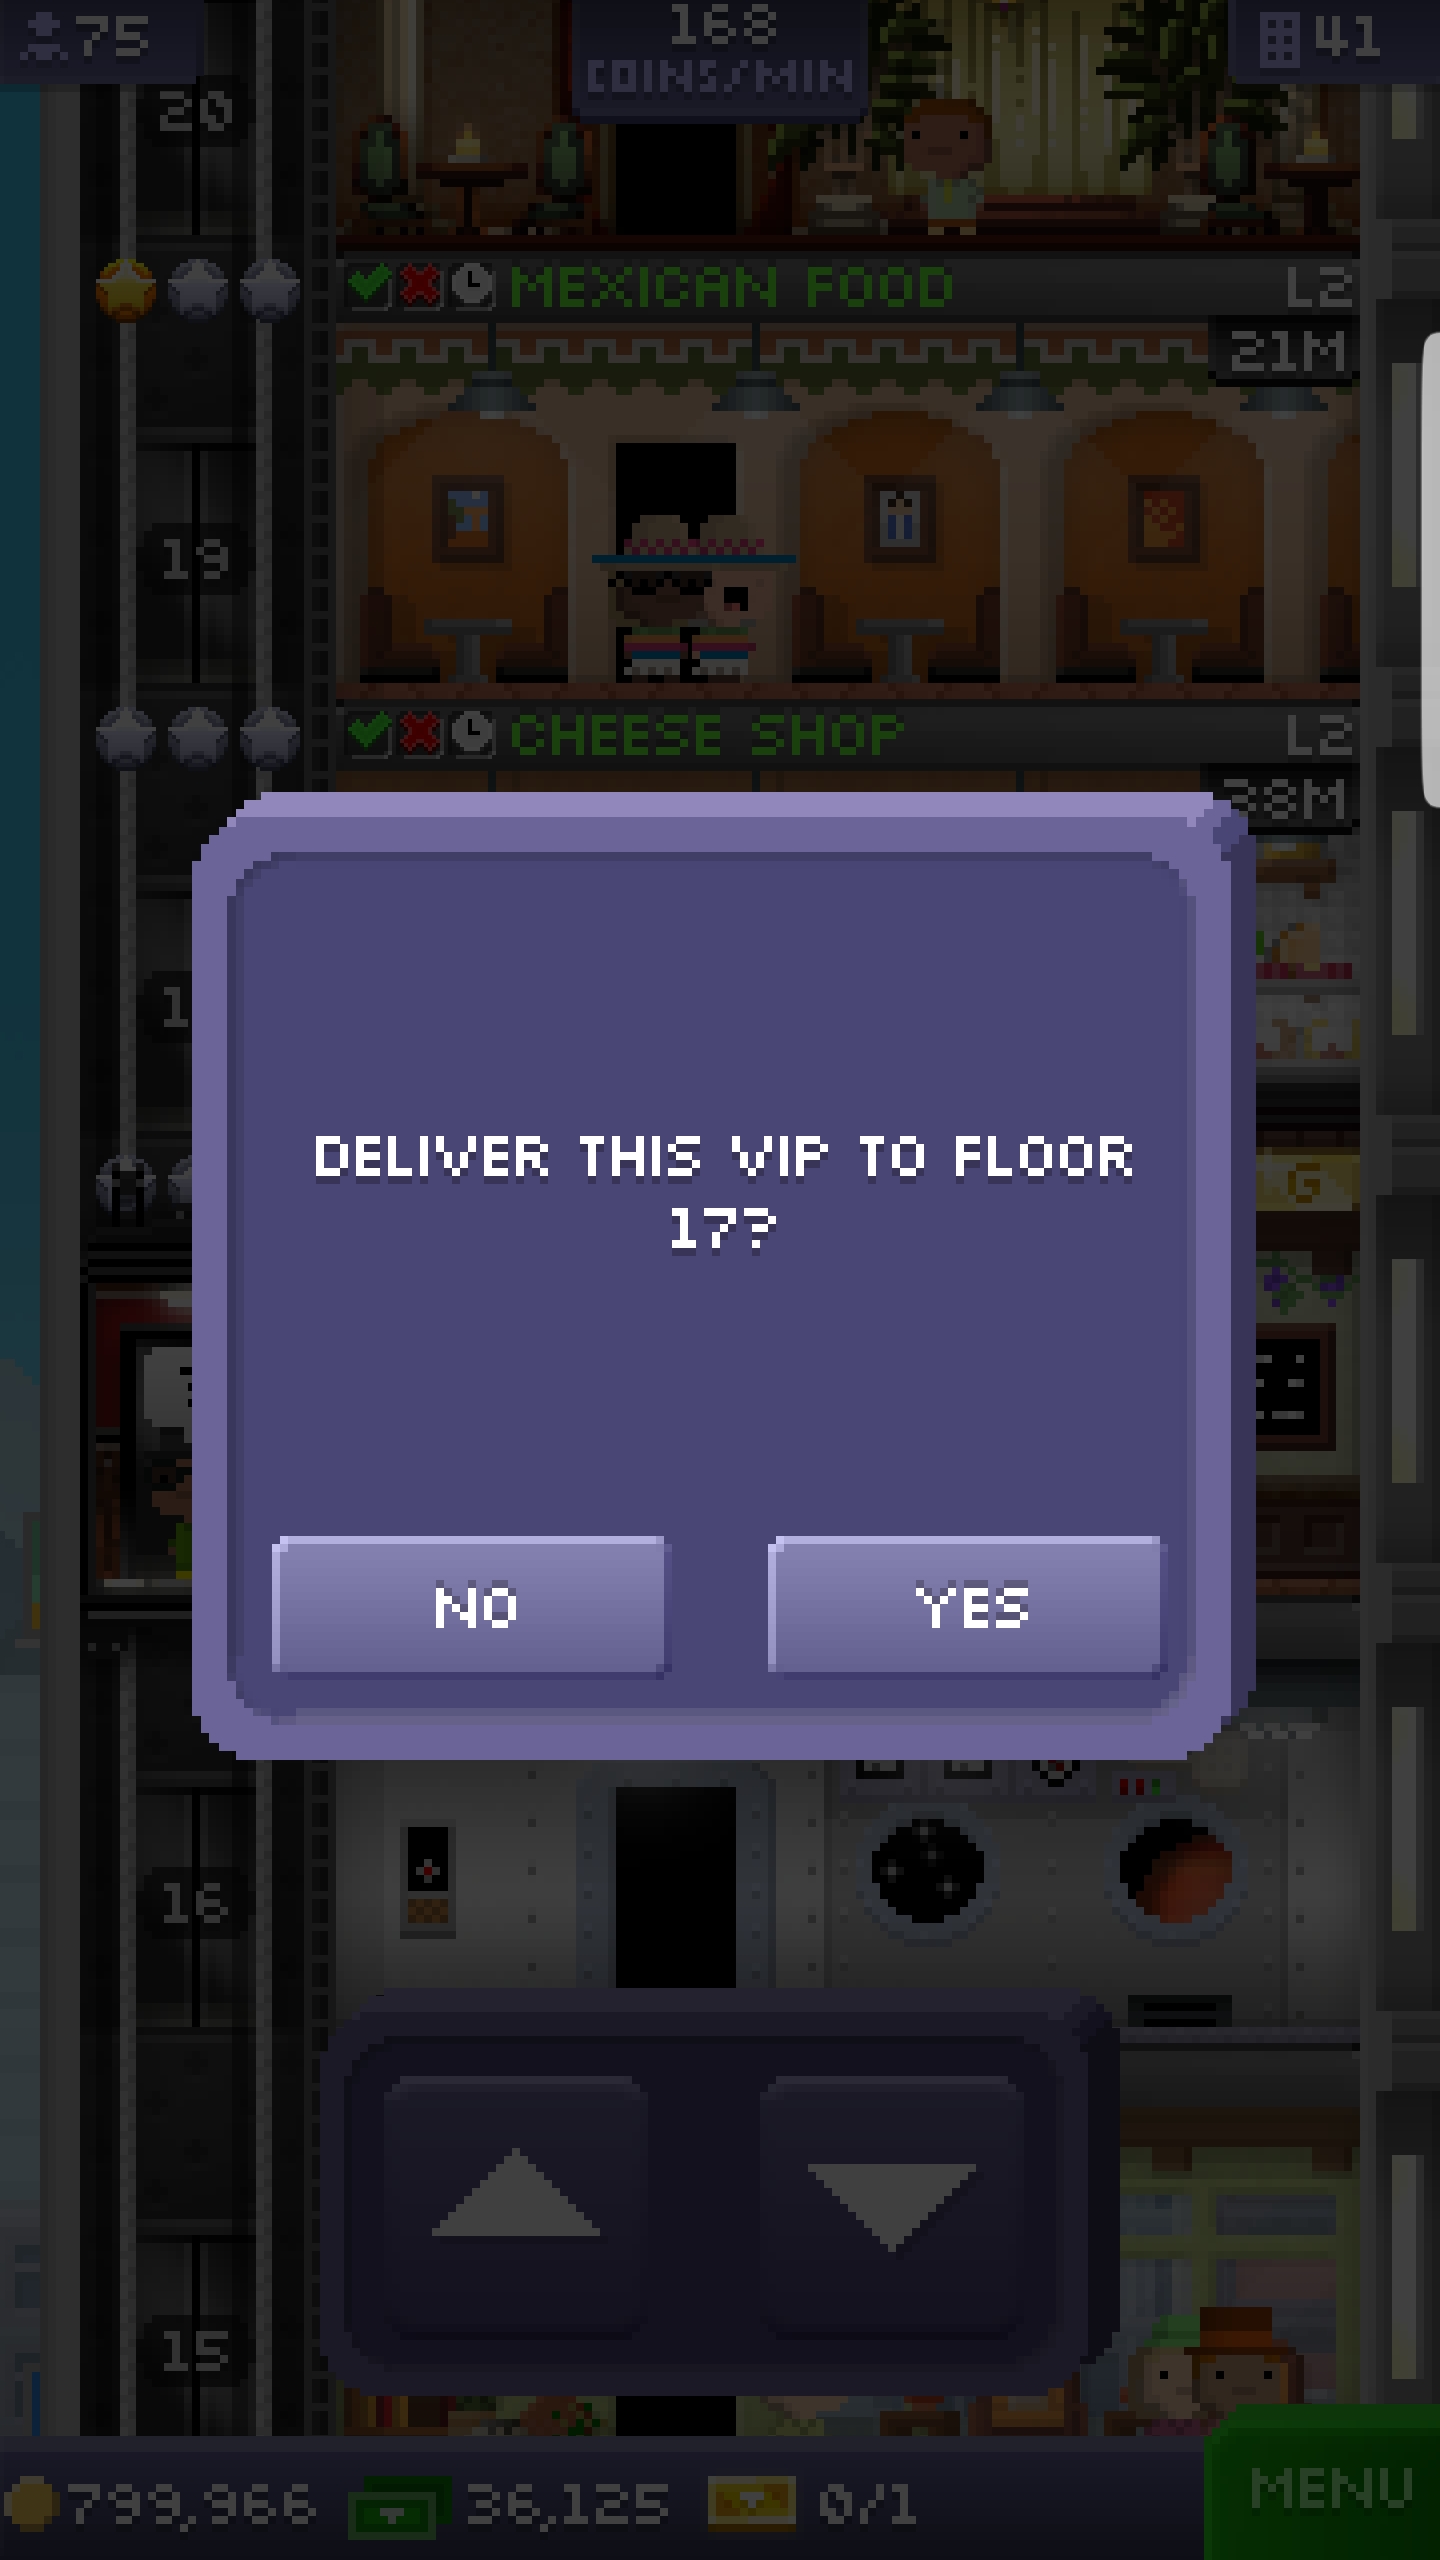 75
168
COINS/MIN
41
20
MEXICAN FOOD
L2
21M
19
CHEESE SHOP
L2
38M
DELIVER THIS VIP TO FLOOR
17?
NO
YES
16
15
799,966
36,125
0/1
MENU